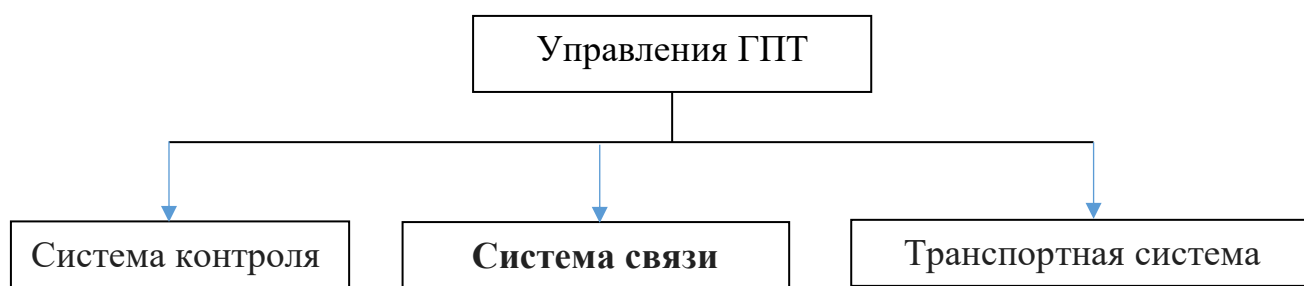 Управления ГПТ
Система контроля
Система связи
Транспортная система